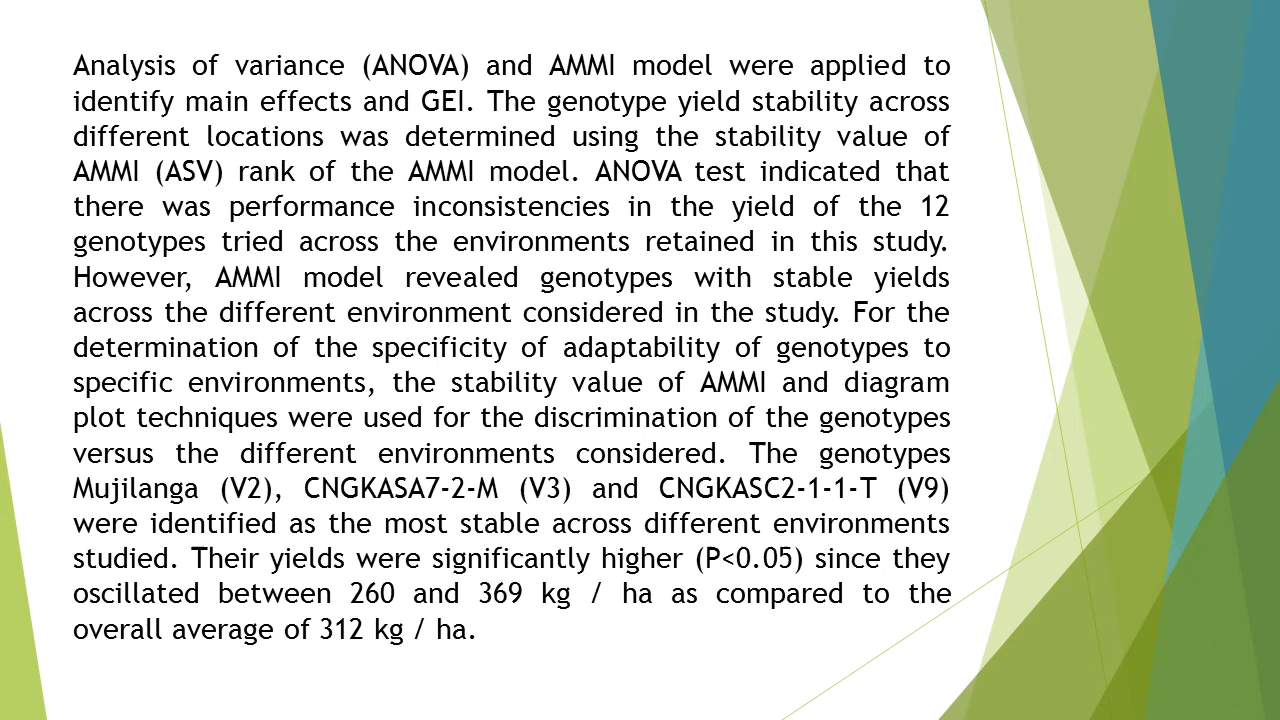 Analysis of variance (ANOVA) and AMMI model were applied to
identify main effects and GEI. The genotype yield stability across
different locations was determined using the stability value of
AMMI (ASV) rank of the AMMI model. ANOVA test indicated that
there was performance inconsistencies in the yield of the 12
genotypes tried across the environments retained in this study.
However, AMMI model revealed genotypes with stable yields
across the different environment considered in the study. For the
determination of the specificity of adaptability of genotypes to
specific environments, the stability value of AMMI and diagram
plot techniques were used for the discrimination of the genotypes
versus the different environments considered. The genotypes
Mujilanga (V2), CNGKASA7-2-M (V3) and CNGKASC2-1-1-T (V9)
were identified as the most stable across different environments
studied. Their yields were significantly higher (P<0.05) since they
oscillated between 260 and 369 kg / ha as compared to the
overall average of 312 kg / ha.